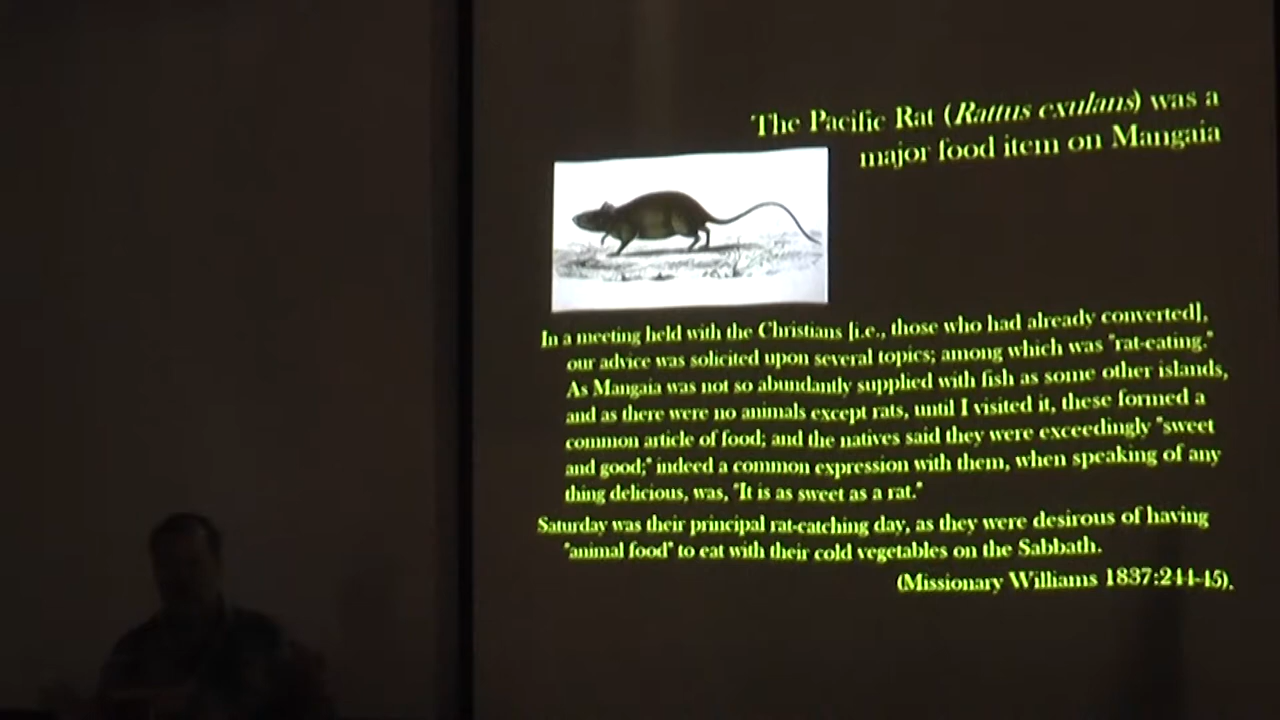 The Pacific Rat (Rattus exulans) was a
major food item on Mangaia
In a meeting held with the Christians [i.e., those who had already converted],
our advice was solicited upon several topics; among which was "rat-eating."
As Mangaia was not so abundantly supplied with fish as some other islands,
and as there were no animals except rats, until I visited it, these formed a
common article of food; and the natives said they were exceedingly "sweet
and good;" indeed a common expression with them, when speaking of any
thing delicious, was, "It is as sweet as a rat."
Saturday was their principal rat-catching day, as they were desirous of having
"animal food" to eat with their cold vegetables on the Sabbath.
(Missionary Williams 1837:244-45).